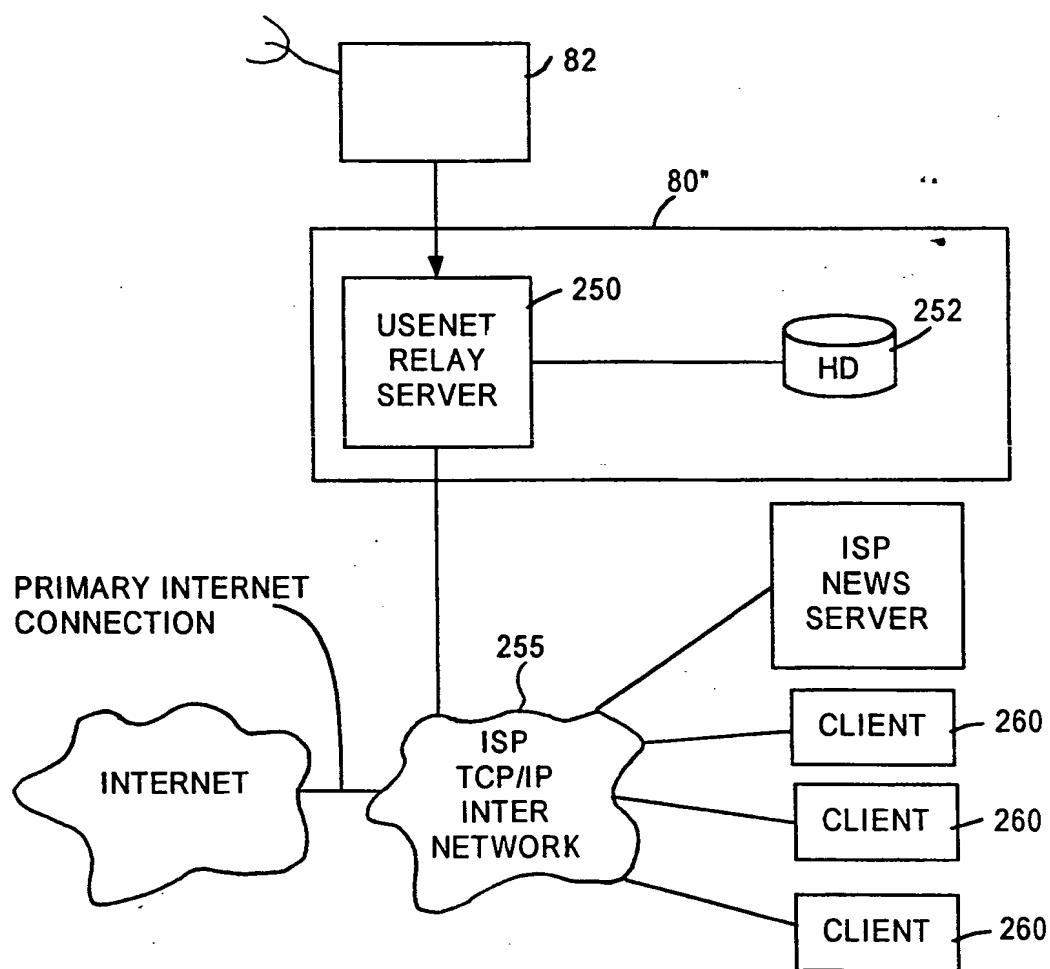 82
80"
250
USENET
RELAY
SERVER
252
HD
ISP
NEWS
SERVER
PRIMARY INTERNET
CONNECTION
255
INTERNET
ISP
TCP/IP
INTER
NETWORK
CLIENT
260
CLIENT
260
CLIENT
260